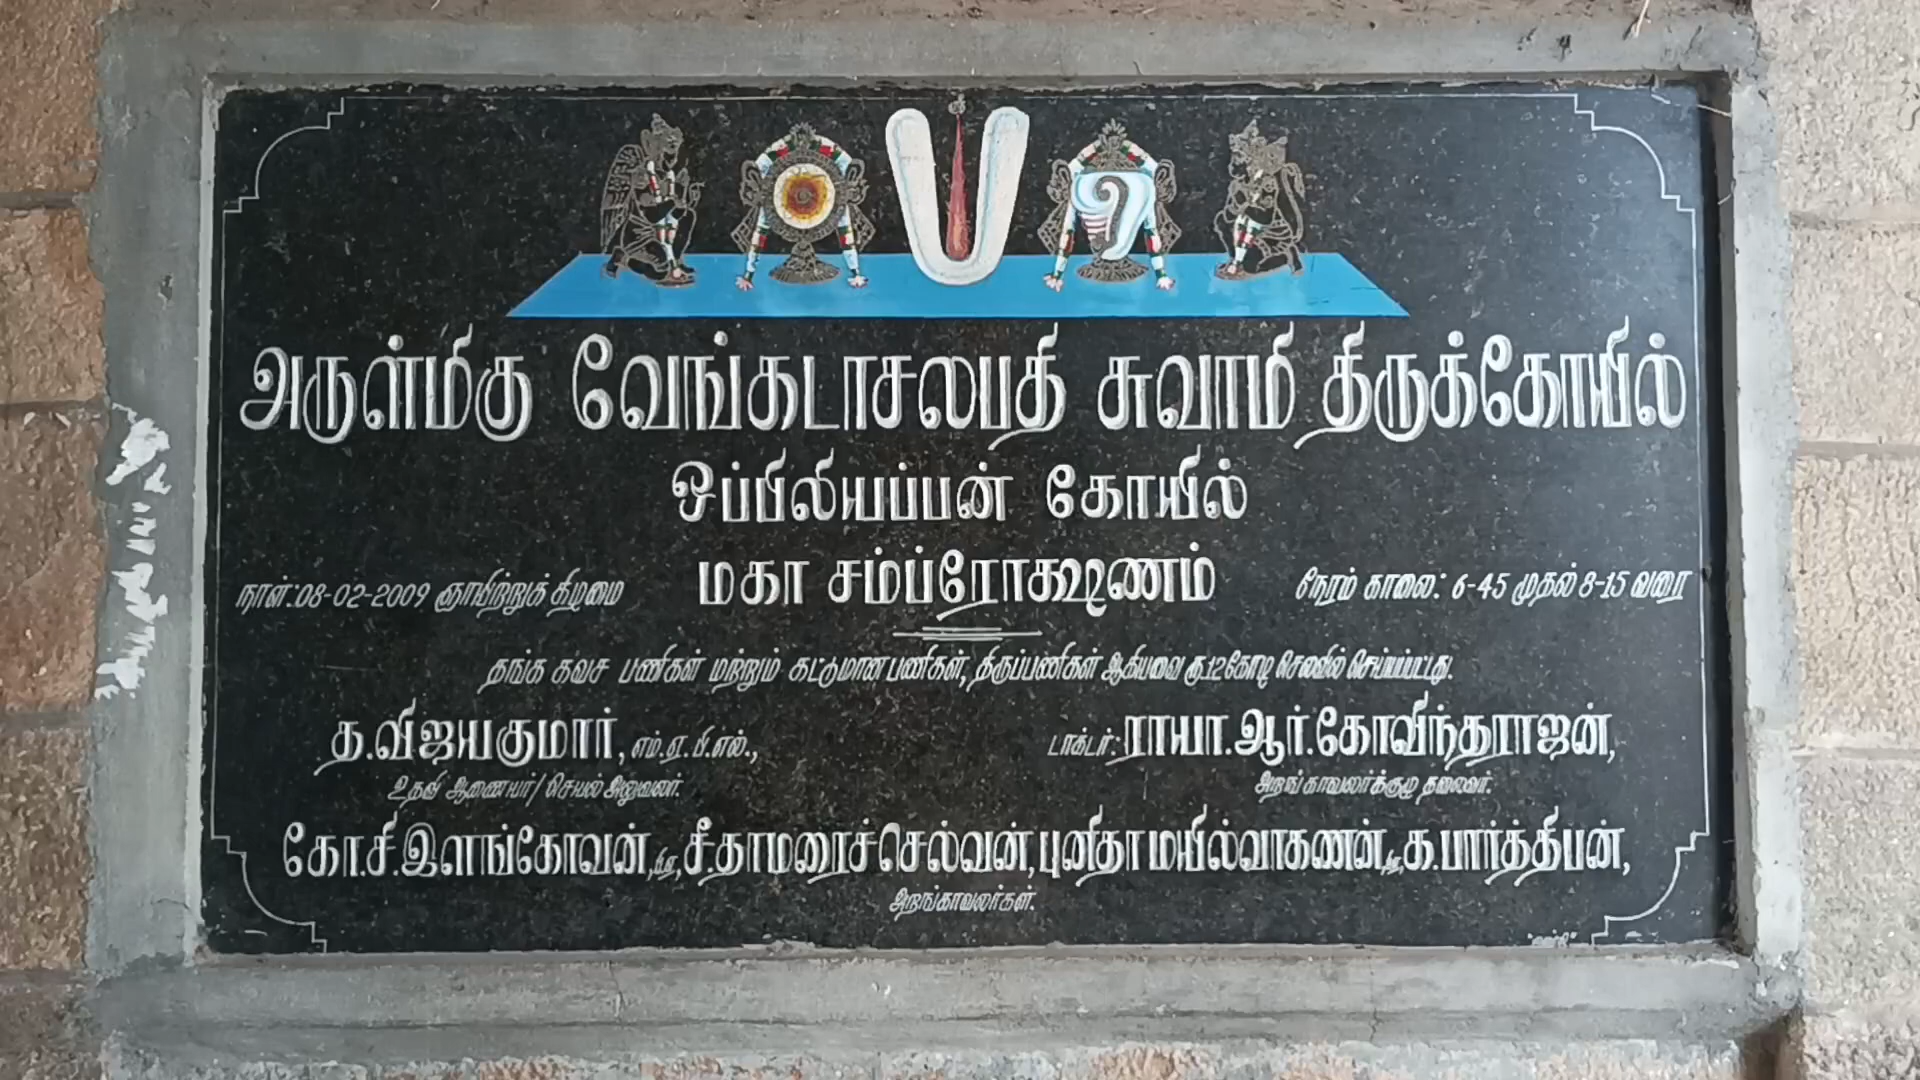 அருள்மிகு வேங்கடாசலபதி சுவாமி திருக்கோயில்
ஒப்பிலியப்பன் கோயில்
மகா சம்ப்ரோக்ஷணம்
நாள்:08-02-2009 ஞாயிற்றுக் கிழமை
நேரம் காலை: 6-45 முதல் 8-15 வரை
தங்க கவச பணிகள் மற்றும் கட்டுமான பணிகள், திருப்பணிகள் ஆகியவை ரூ.12கோடி செலவில் செய்யப்பட்டது.
த.விஜயகுமார், எம்.ஏ.பி.எல்.,
உதவி ஆணையர்/செயல் அலுவலர்.
டாக்டர்:ராயா.ஆர்.கோவிந்தராஜன்,
அறங்காவலர்க்குழு தலைவர்.
கோ.சி.இளங்கோவன், சீ.தாமரைச்செல்வன், புனிதா மயில்வாகணன், க.பார்த்திபன்,
அறங்காவலர்கள்.